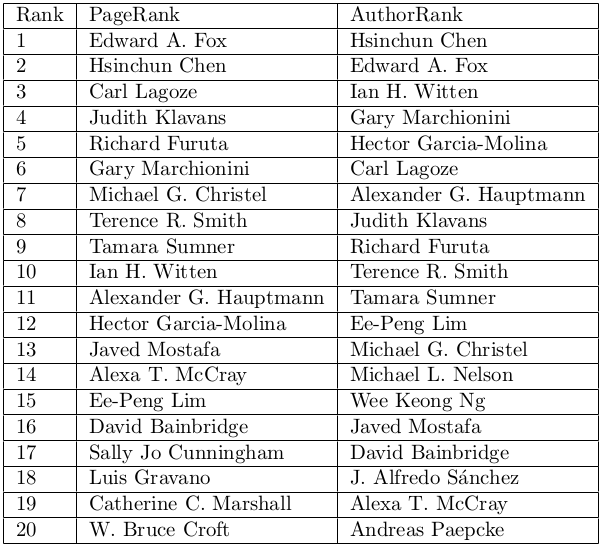 Rank PageRank AuthorRank
1 Edward A. Fox Hsinchun Chen
2 Hsinchun Chen Edward A. Fox
3 Carl Lagoze Ian H. Witten
4 Judith Klavans Gary Marchionini
5 Richard Furuta Hector Garcia-Molina
6 Gary Marchionini Carl Lagoze
7 Michael G. Christel Alexander G. Hauptmann
8 Terence R. Smith Judith Klavans
9 Tamara Sumner Richard Furuta
10 Ian H. Witten Terence R. Smith
11 Alexander G. Hauptmann Tamara Sumner
12 Hector Garcia-Molina Ee-Peng Lim
13 Javed Mostafa Michael G. Christel
14 Alexa T. McCray Michael L. Nelson
15 Ee-Peng Lim Wee Keong Ng
16 David Bainbridge Javed Mostafa
17 Sally Jo Cunningham David Bainbridge
18 Luis Gravano J. Alfredo Sánchez
19 Catherine C. Marshall Alexa T. McCray
20 W. Bruce Croft Andreas Paepcke